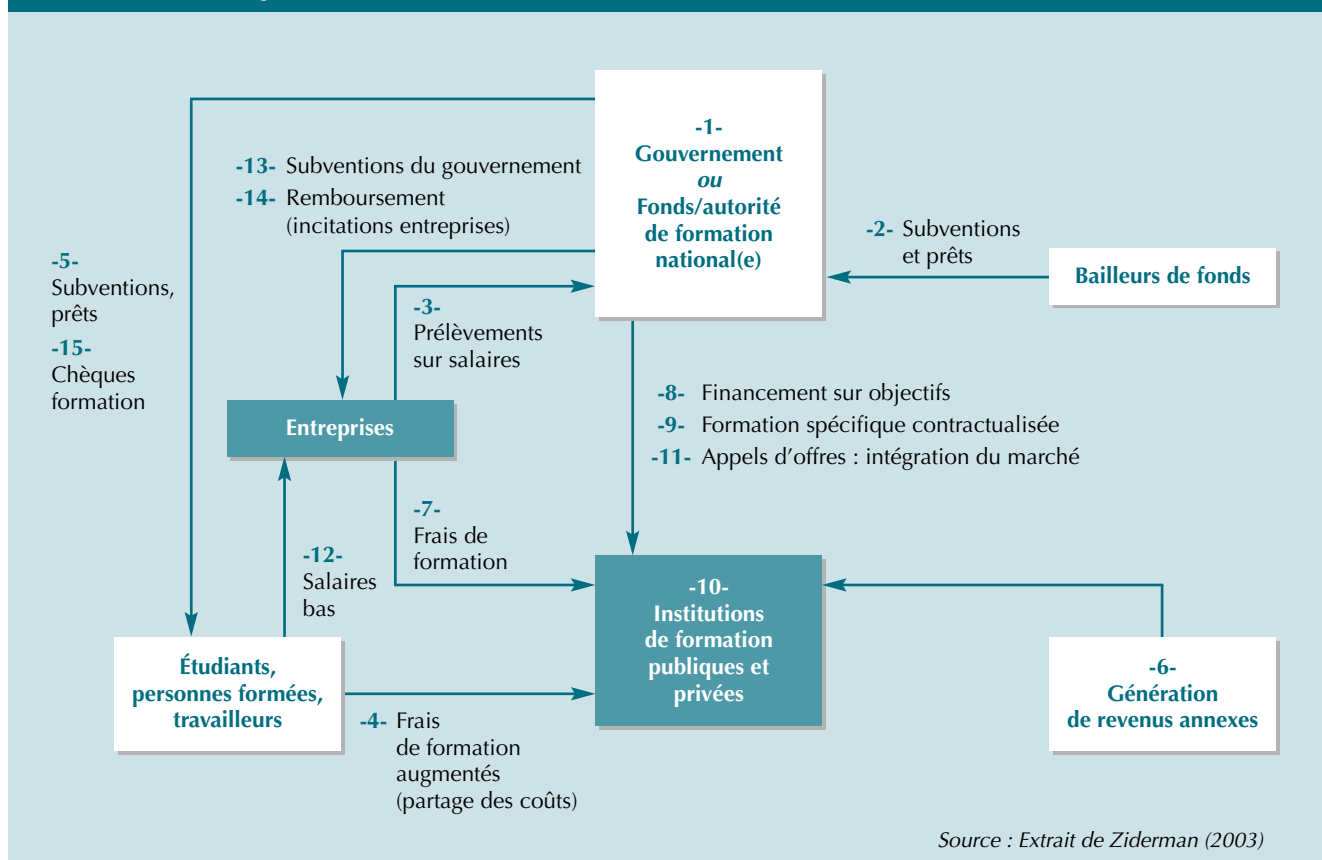 -1-
Gouvernement
ou
Fonds/autorité
de formation
national(e)
-13- Subventions du gouvernement
-14- Remboursement
(incitations entreprises)
-2- Subventions
et prêts
Bailleurs de fonds
-5-
Subventions,
prêts
-15-
Chèques
formation
-3-
Prélèvements
sur salaires
Entreprises
-8- Financement sur objectifs
-9- Formation spécifique contractualisée
-11- Appels d’offres : intégration du marché
-7-
Frais de
formation
-12-
Salaires
bas
-10-
Institutions
de formation
publiques et
privées
Étudiants,
personnes formées,
travailleurs
-4- Frais
de formation
augmentés
(partage des coûts)
-6-
Génération
de revenus annexes
Source : Extrait de Ziderman (2003)